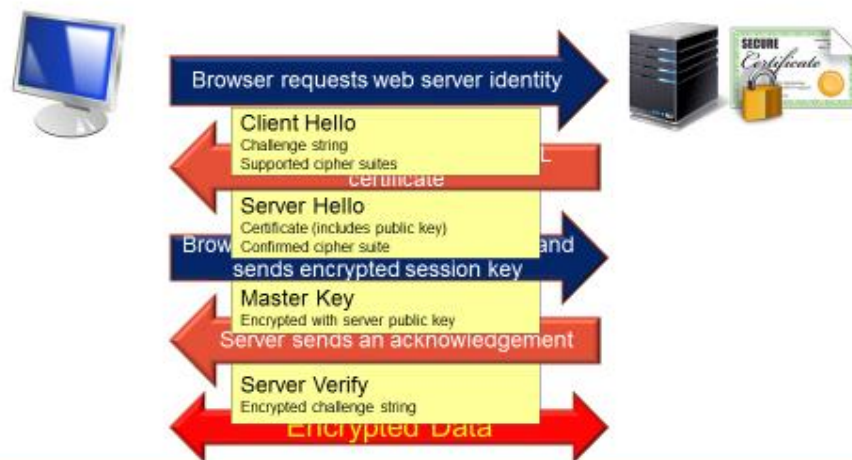 Browser requests web server identity
SECURE
Certificate
Client Hello
Challenge string
Supported cipher suites
L
certificate
Server Hello
Certificate (includes public key)
Confirmed cipher suite
Brow and
sends encrypted session key
Master Key
Encrypted with server public key
Server sends an acknowledgement
Server Verify
Encrypted challenge string
Encrypted Data